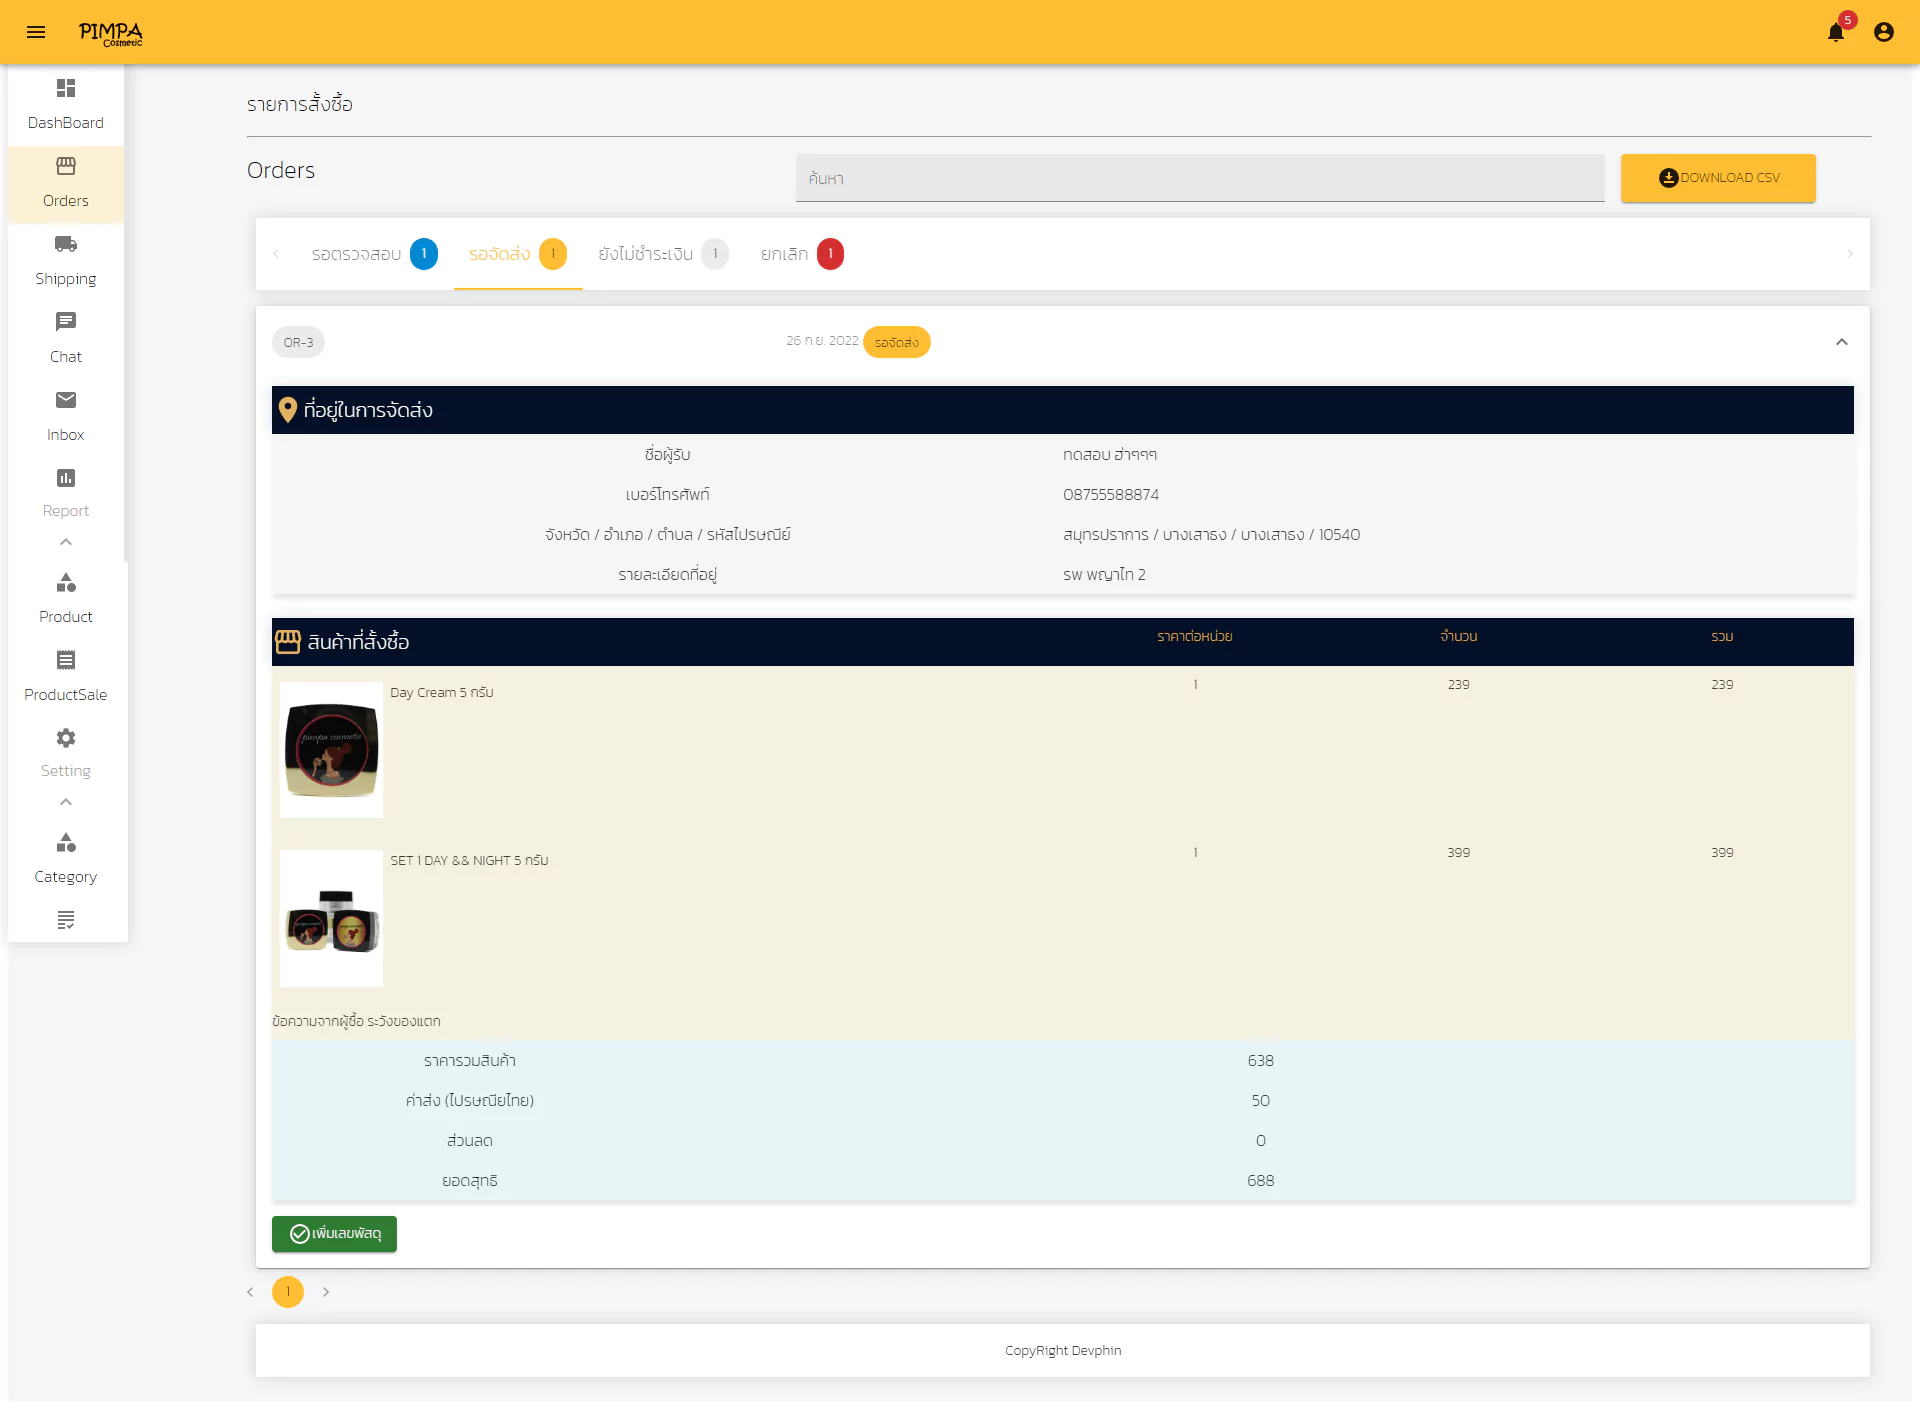 PIMPA
Cosmetic
5
DashBoard
Orders
Shipping
Chat
Inbox
Report
Product
ProductSale
Setting
Category
รายการสั่งซื้อ
Orders
ค้นหา
DOWNLOAD CSV
รอตรวจสอบ 1
รอจัดส่ง 1
ยังไม่ชำระเงิน 1
ยกเลิก 1
OR-3
26 ก.ย. 2022 รอจัดส่ง
ที่อยู่ในการจัดส่ง
ชื่อผู้รับ ทดสอบ ฮ่าๆๆๆ
เบอร์โทรศัพท์ 08755588874
จังหวัด / อำเภอ / ตำบล / รหัสไปรษณีย์ สมุทรปราการ / บางเสาธง / บางเสาธง / 10540
รายละเอียดที่อยู่ รพ พญาไท 2
สินค้าที่สั่งซื้อ ราคาต่อหน่วย จำนวน รวม
Day Cream 5 กรัม 1 239 239
pimpa cosmetic
SET 1 DAY && NIGHT 5 กรัม 1 399 399
ข้อความจากผู้ซื้อ ระวังของแตก
ราคารวมสินค้า 638
ค่าส่ง (ไปรษณียไทย) 50
ส่วนลด 0
ยอดสุทธิ 688
เพิ่มเลขพัสดุ
1
CopyRight Devphin